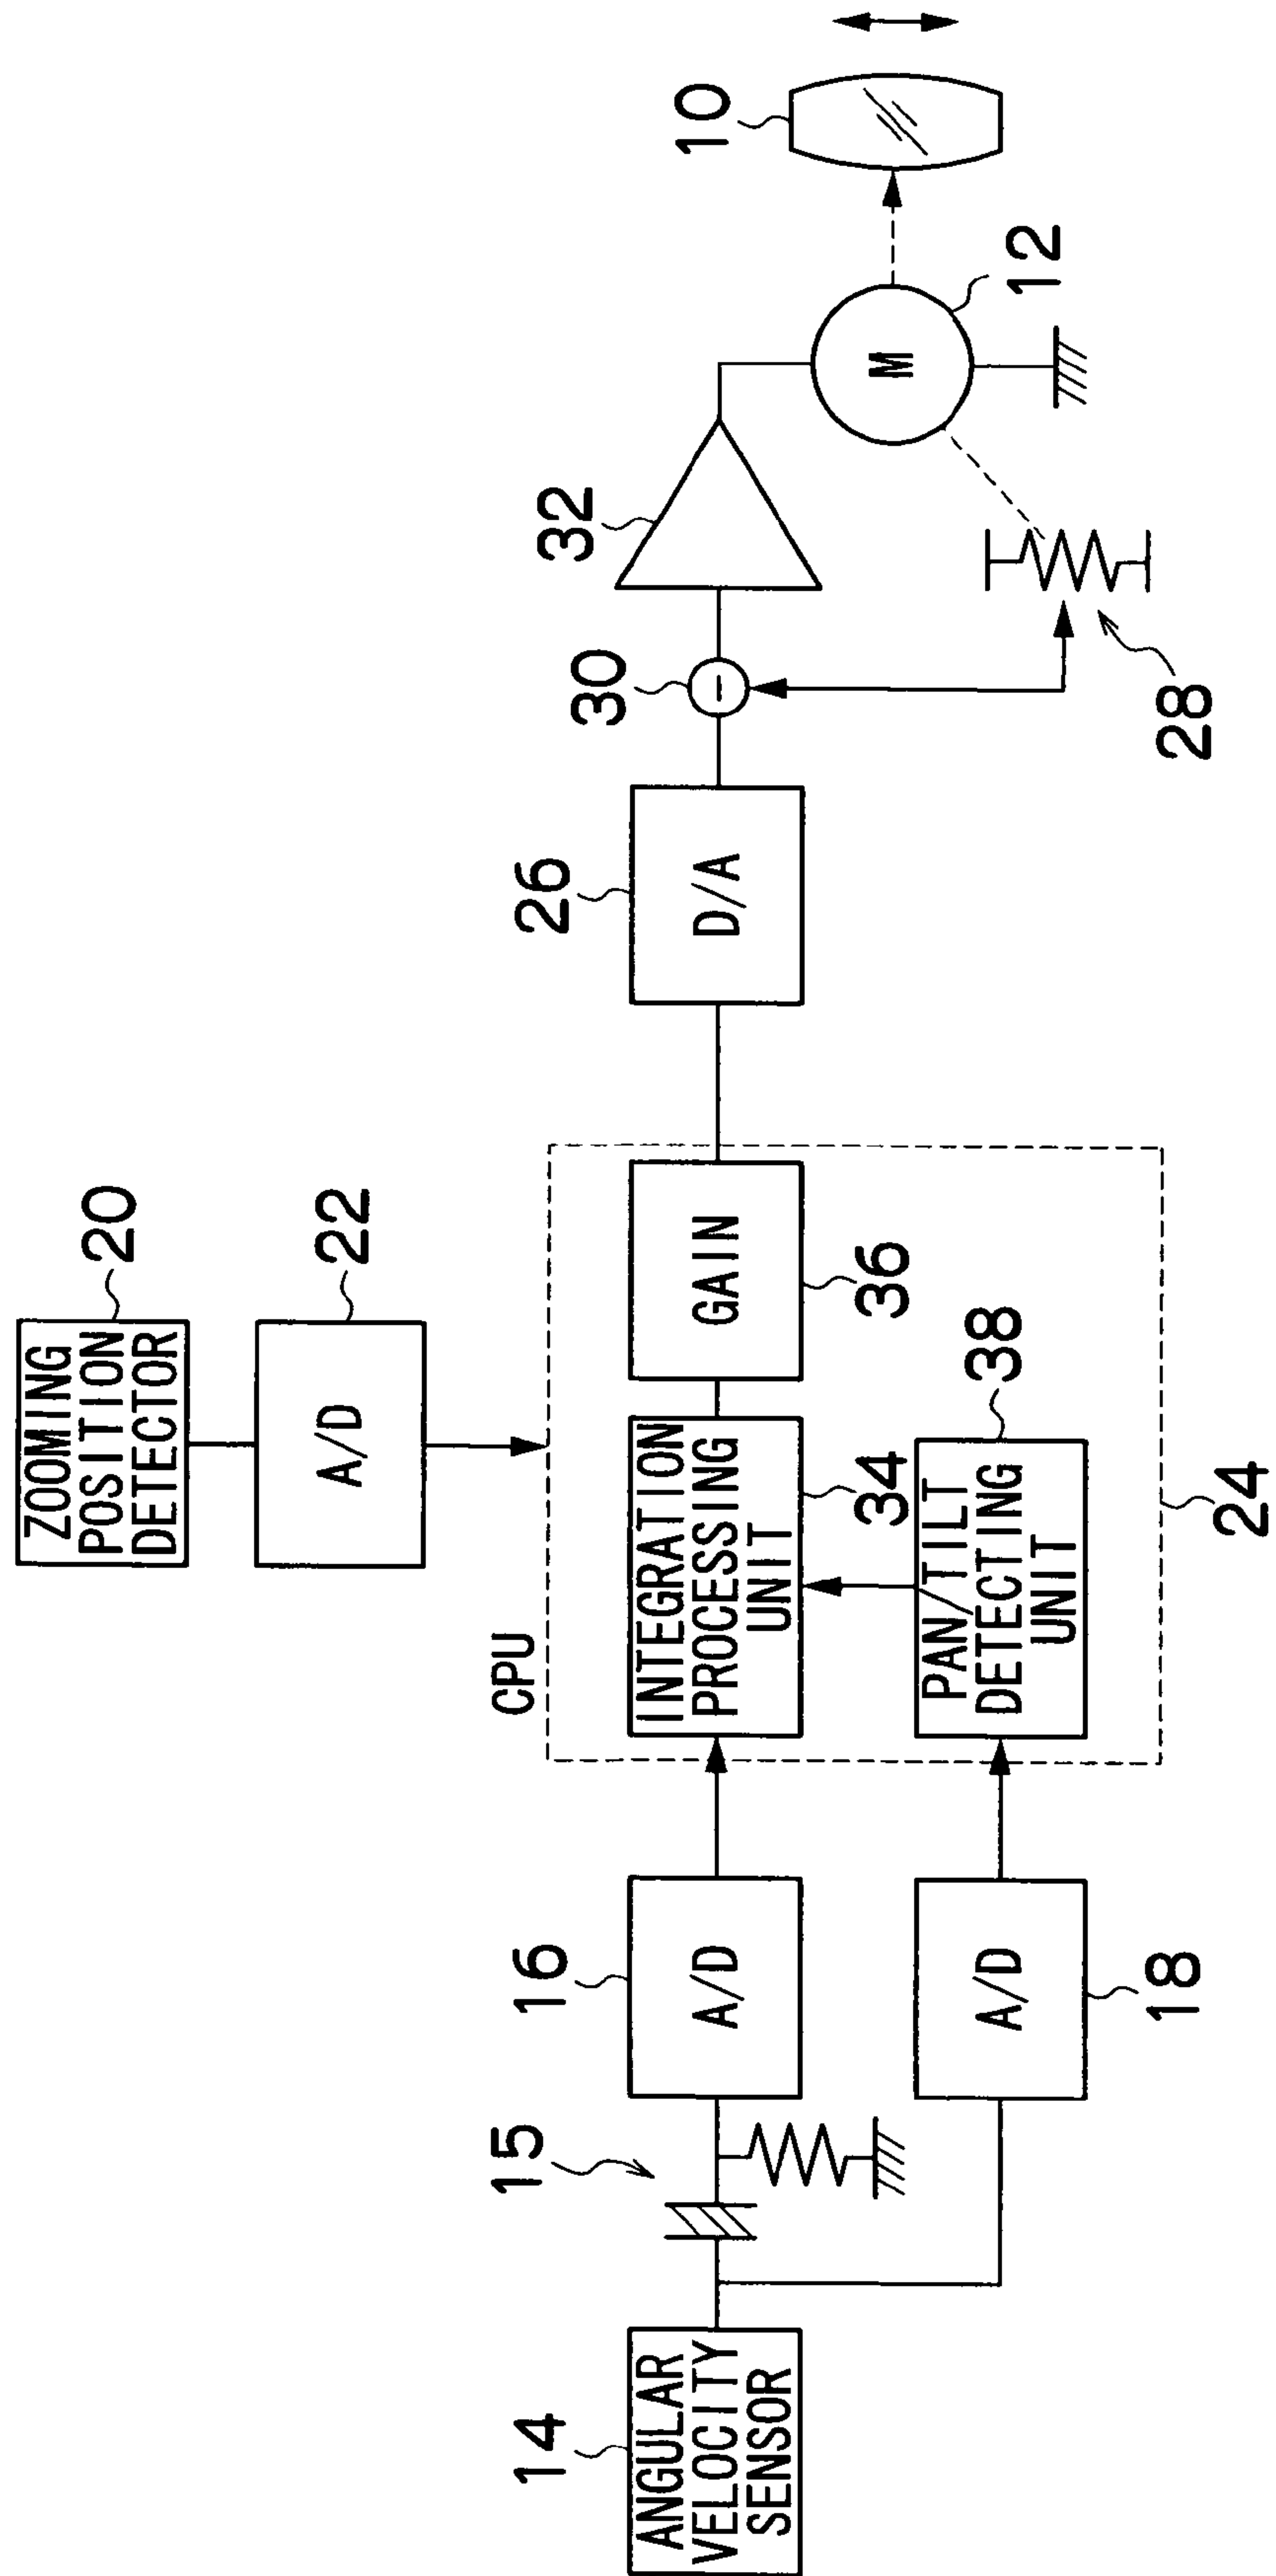 20
ZOOMING
POSITION
DETECTOR
22
A/D
CPU
14
ANGULAR
VELOCITY
SENSOR
15
16
A/D
INTEGRATION
PROCESSING
UNIT
34
GAIN
36
26
D/A
30
-
32
10
M
12
28
18
A/D
PAN/TILT
DETECTING
UNIT
38
24